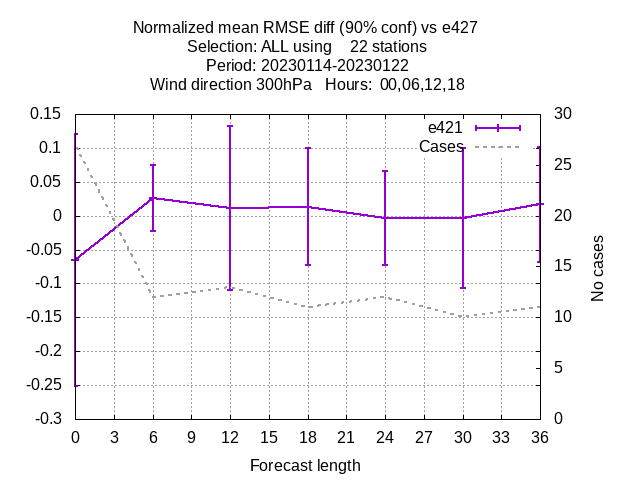 Normalized mean RMSE diff (90% conf) vs e427
Selection: ALL using    22 stations
Period: 20230114-20230122
Wind direction 300hPa   Hours:  00,06,12,18
0.15
0.1
0.05
0
-0.05
-0.1
-0.15
-0.2
-0.25
-0.3
e421
Cases
30
25
20
15
10
5
0
No cases
0 3 6 9 12 15 18 21 24 27 30 33 36
Forecast length